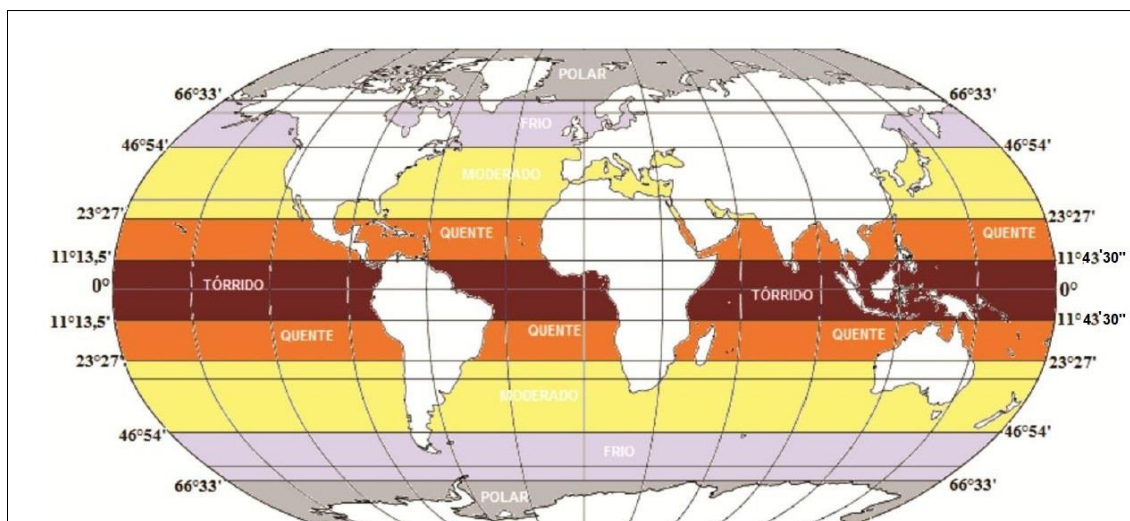 POLAR
66°33' 66°33'
FRIO
46°54' 46°54'
MODERADO
23°27' 23°27'
QUENTE QUENTE
11°13,5' 11°43'30"
0° TÓRRIDO TÓRRIDO 0°
11°13,5' 11°43'30"
QUENTE QUENTE QUENTE
23°27' 23°27'
MODERADO
46°54' 46°54'
FRIO
66°33' 66°33'
POLAR